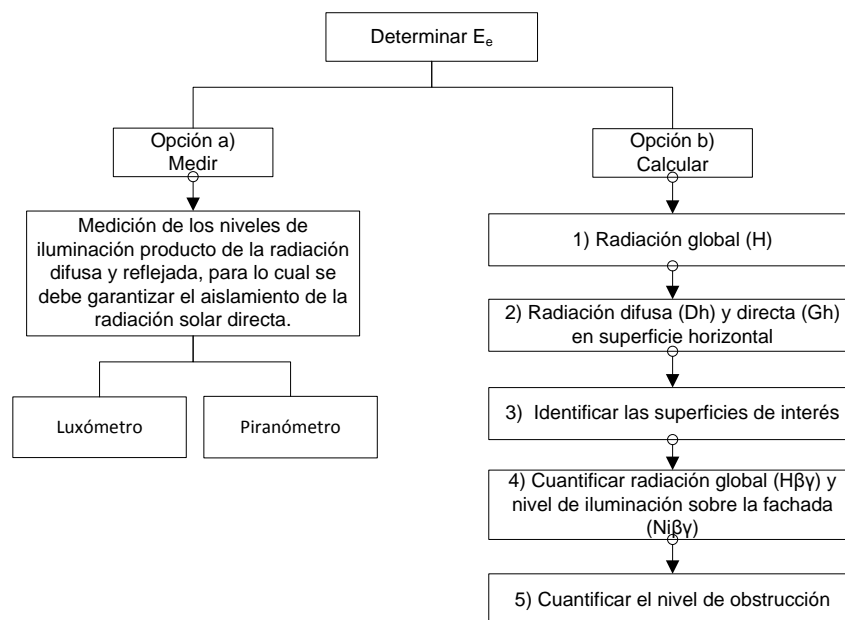 Determinar Ee
Opción a)
Medir
Medición de los niveles de
iluminación producto de la radiación
difusa y reflejada, para lo cual se
debe garantizar el aislamiento de la
radiación solar directa.
Luxómetro
Piranómetro
Opción b)
Calcular
1) Radiación global (H)
2) Radiación difusa (Dh) y directa (Gh)
en superficie horizontal
3) Identificar las superficies de interés
4) Cuantificar radiación global (Hβγ) y
nivel de iluminación sobre la fachada
(Niβγ)
5) Cuantificar el nivel de obstrucción